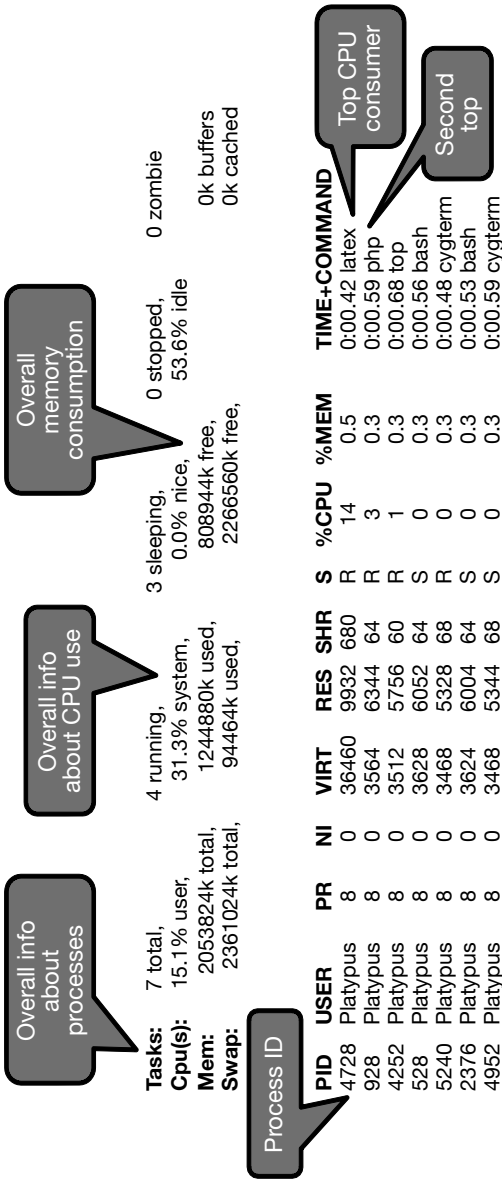 Overall info
about
processes
Overall info
about CPU use
Overall
memory
consumption
Tasks: 7 total, 4 running, 3 sleeping, 0 stopped, 0 zombie
Cpu(s): 15.1% user, 31.3% system, 0.0% nice, 53.6% idle
Mem: 2053824k total, 1244880k used, 808944k free, 0k buffers
Swap: 2361024k total, 94464k used, 2266560k free, 0k cached
Process ID
PID USER PR NI VIRT RES SHR S %CPU %MEM TIME+COMMAND
4728 Platypus 8 0 36460 9932 680 R 14 0.5 0:00.42 latex
928 Platypus 8 0 3564 6344 64 R 3 0.3 0:00.59 php
4252 Platypus 8 0 3512 5756 60 R 1 0.3 0:00.68 top
528 Platypus 8 0 3628 6052 64 S 0 0.3 0:00.56 bash
5240 Platypus 8 0 3468 5328 68 R 0 0.3 0:00.48 cygterm
2376 Platypus 8 0 3624 6004 64 S 0 0.3 0:00.53 bash
4952 Platypus 8 0 3468 5344 68 S 0 0.3 0:00.59 cygterm
Top CPU
consumer
Second
top